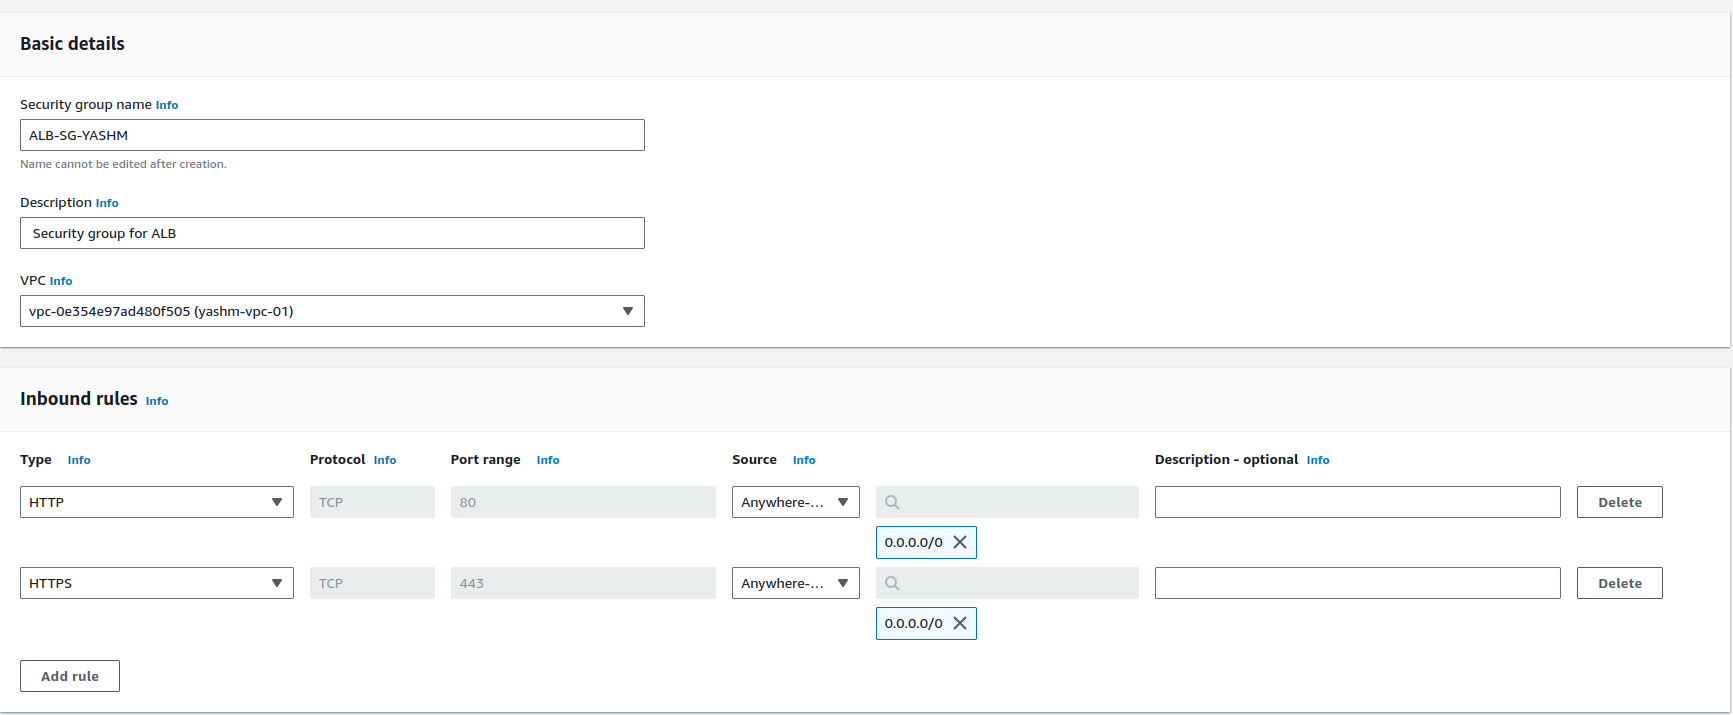 Basic details
Security group name Info
ALB-SG-YASHM
Name cannot be edited after creation.
Description Info
Security group for ALB
VPC Info
vpc-0e354e97ad480f505 (yashm-vpc-01)
Inbound rules Info
Type Info Protocol Info Port range Info Source Info Description - optional Info
HTTP TCP 80 Anywhere-... Delete
0.0.0.0/0
HTTPS TCP 443 Anywhere-... Delete
0.0.0.0/0
Add rule